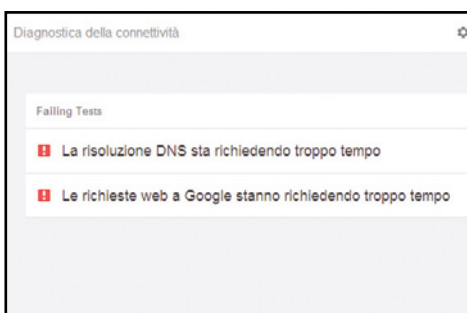 Diagnostica della connettività
Failing Tests
La risoluzione DNS sta richiedendo troppo tempo
Le richieste web a Google stanno richiedendo troppo tempo